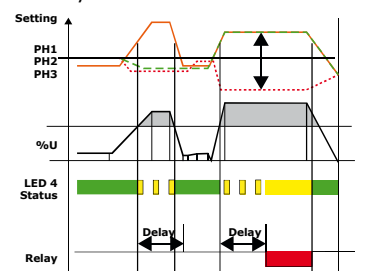 Setting
PH1
PH2
PH3
%U
LED 4
Status
Delay Delay
Relay